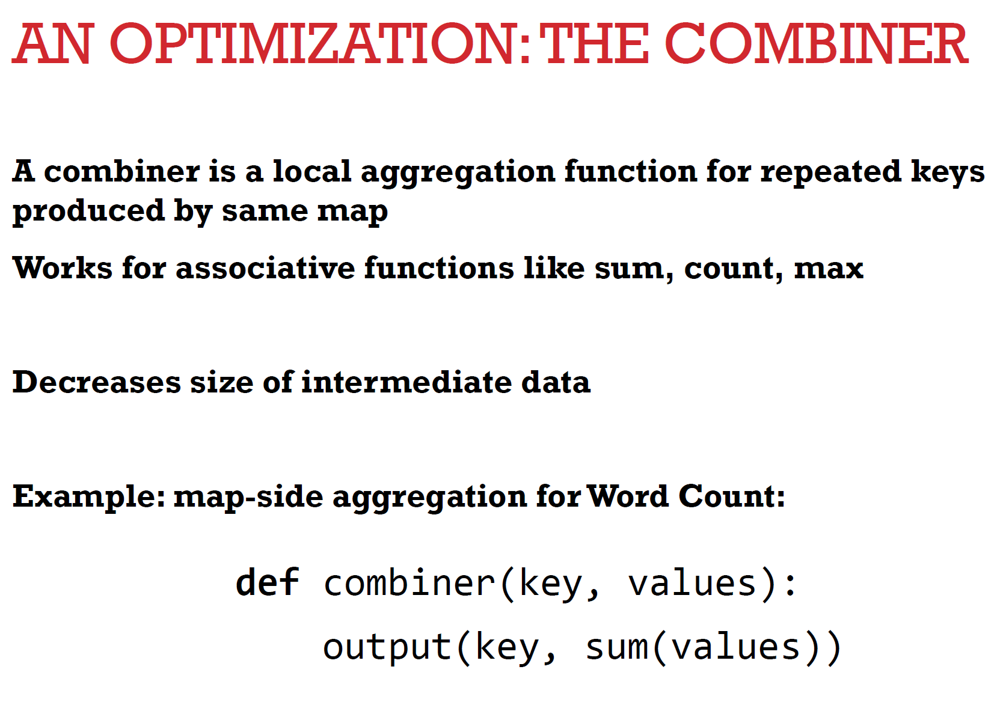 AN OPTIMIZATION: THE COMBINER
A combiner is a local aggregation function for repeated keys
produced by same map
Works for associative functions like sum, count, max
Decreases size of intermediate data
Example: map-side aggregation for Word Count:
def combiner(key, values):
output(key, sum(values))